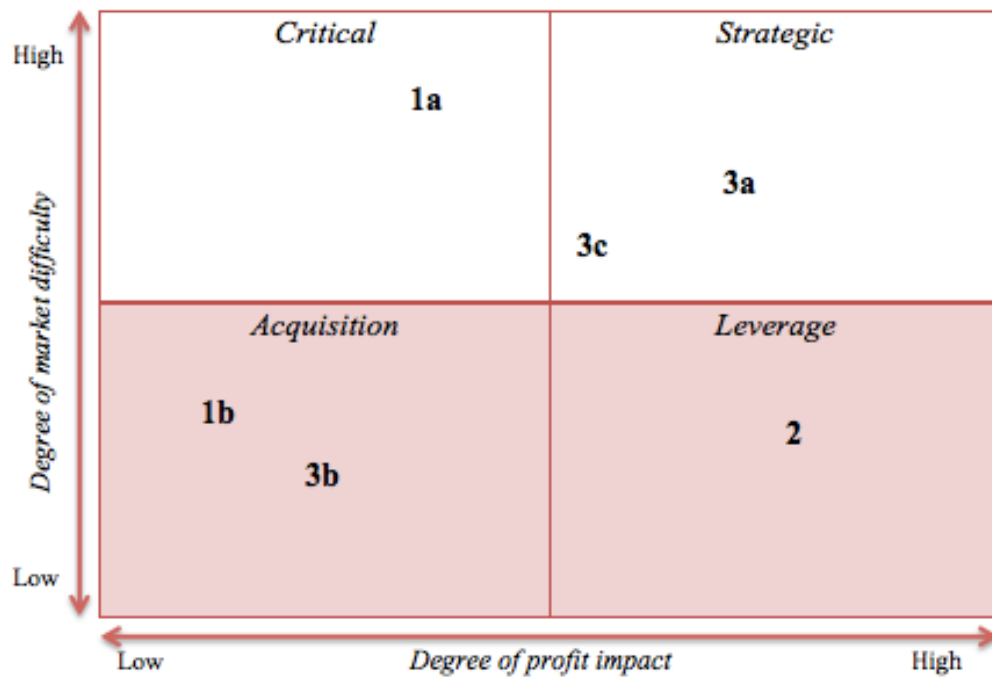 Critical
Strategic
High
1a
3a
3c
Degree of market difficulty
Acquisition
Leverage
1b
2
3b
Low
Low
Degree of profit impact
High